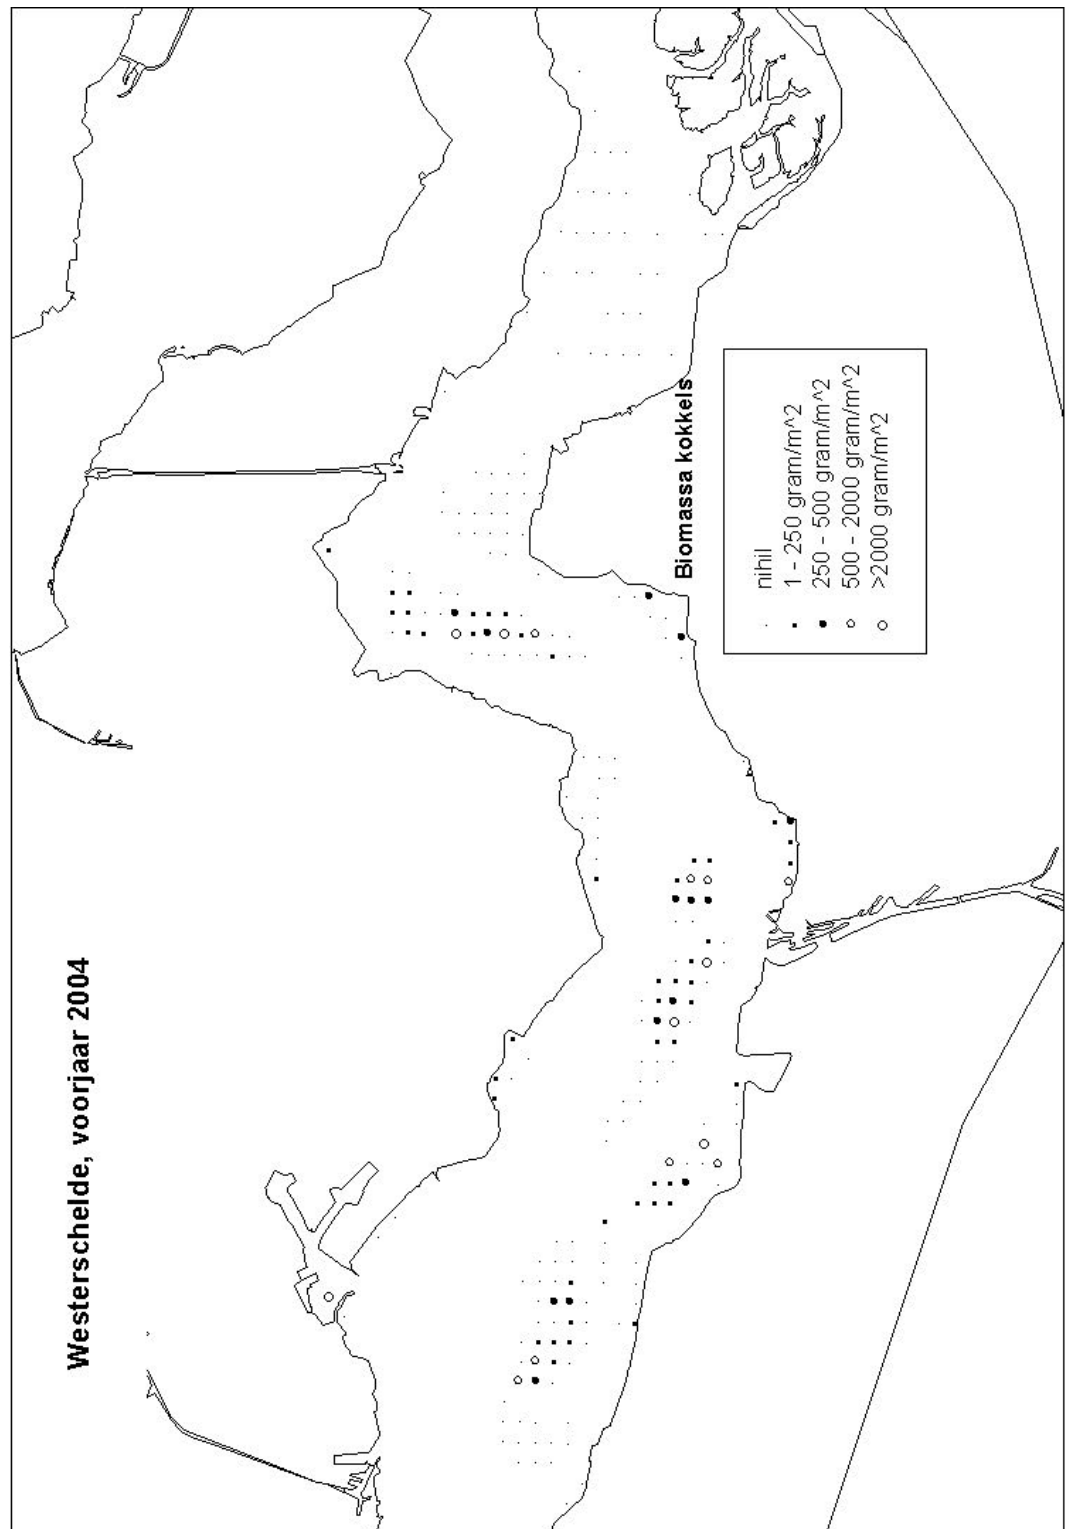 Westerschelde, voorjaar 2004
Biomassa kokkels
nihil
1 - 250 gram/m^2
250 - 500 gram/m^2
500 - 2000 gram/m^2
>2000 gram/m^2